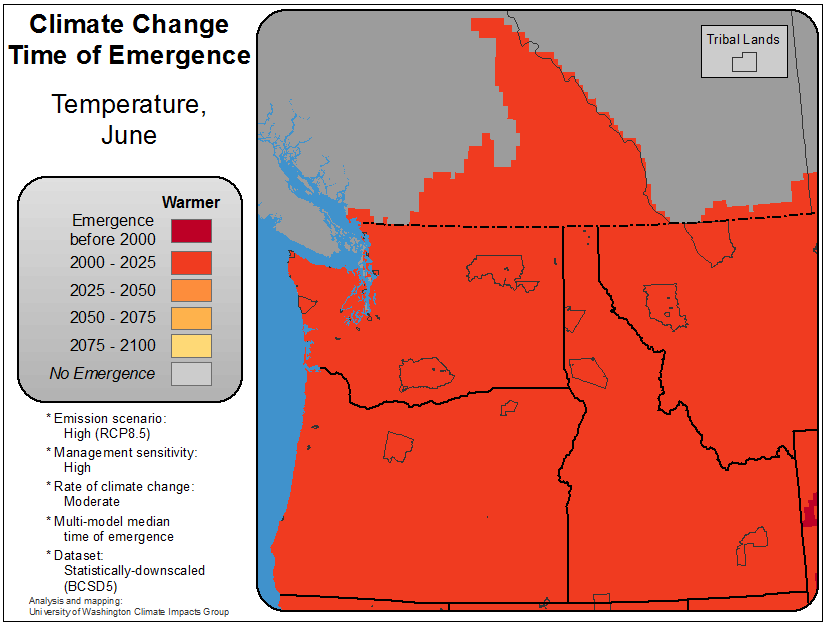 Climate Change
Time of Emergence
Temperature,
June
Warmer
Emergence
before 2000
2000 - 2025
2025 - 2050
2050 - 2075
2075 - 2100
No Emergence
* Emission scenario:
High (RCP8.5)
* Management sensitivity:
High
* Rate of climate change:
Moderate
* Multi-model median
time of emergence
* Dataset:
Statistically-downscaled
(BCSD5)
Analysis and mapping:
University of Washington Climate Impacts Group
Tribal Lands